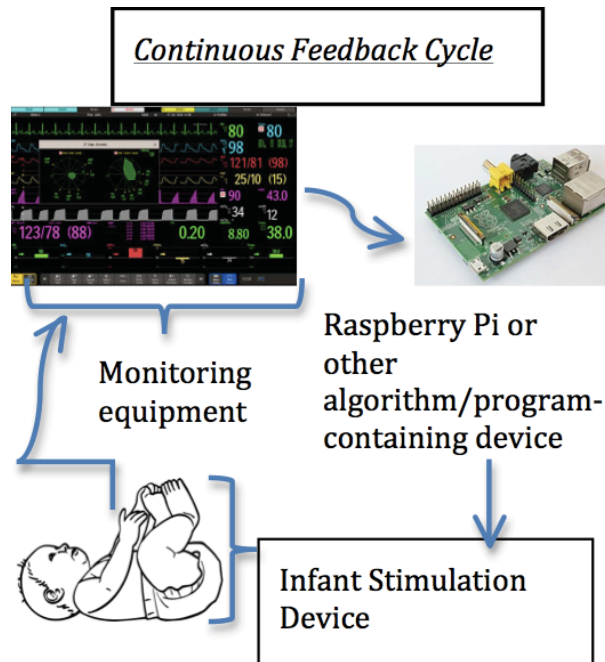 Continuous Feedback Cycle
80
80
98
121/81 (98)
25/10 (15)
90
43.0
34
12
123/78 (88)
0.20
8.80
38.0
Monitoring
equipment
Raspberry Pi or
other
algorithm/program-
containing device
Infant Stimulation
Device